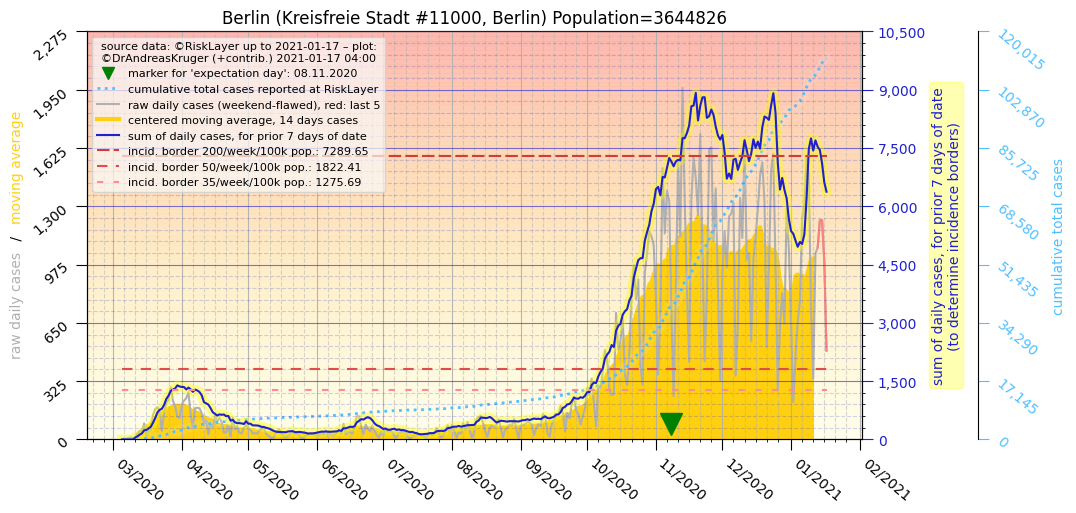 Berlin (Kreisfreie Stadt #11000, Berlin) Population=3644826
source data: ©RiskLayer up to 2021-01-17 – plot:
©DrAndreasKruger (+contrib.) 2021-01-17 04:00
marker for 'expectation day': 08.11.2020
cumulative total cases reported at RiskLayer
raw daily cases (weekend-flawed), red: last 5
centered moving average, 14 days cases
sum of daily cases, for prior 7 days of date
incid. border 200/week/100k pop.: 7289.65
incid. border 50/week/100k pop.: 1822.41
incid. border 35/week/100k pop.: 1275.69
raw daily cases / moving average
2,275
1,950
1,625
1,300
975
650
325
0
03/2020
04/2020
05/2020
06/2020
07/2020
08/2020
09/2020
10/2020
11/2020
12/2020
01/2021
02/2021
10,500
9,000
7,500
6,000
4,500
3,000
1,500
0
sum of daily cases, for prior 7 days of date
(to determine incidence borders)
120,015
102,870
85,725
68,580
51,435
34,290
17,145
0
cumulative total cases